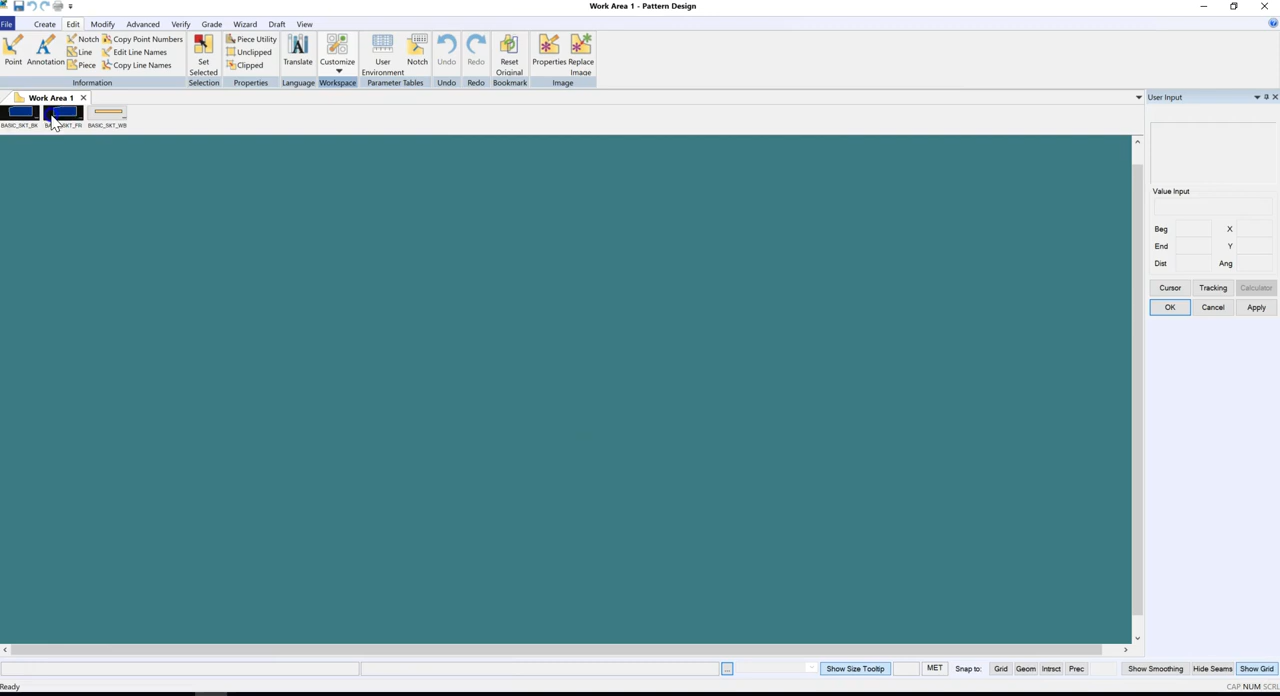 Work Area 1 - Pattern Design
File Create Edit Modify Advanced Verify Grade Wizard Draft View
Point Annotation Notch Copy Point Numbers Line Edit Line Names Piece Copy Line Names
Set Selected
Piece Utility Unclipped Clipped
Translate Customize
User Environment Notch
Undo Redo
Reset Original
Properties Replace Image
Information Selection Properties Language Workspace Parameter Tables Undo Redo Bookmark Image
Work Area 1
User Input
BASIC_SKT_BK SKT_FR BASIC_SKT_WB
Value Input
Beg X
End Y
Dist Ang
Cursor Tracking Calculator
OK Cancel Apply
... Show Size Tooltip MET Snap to: Grid Geom Intrsct Prec Show Smoothing Hide Seams Show Grid
Ready CAP NUM SCRL